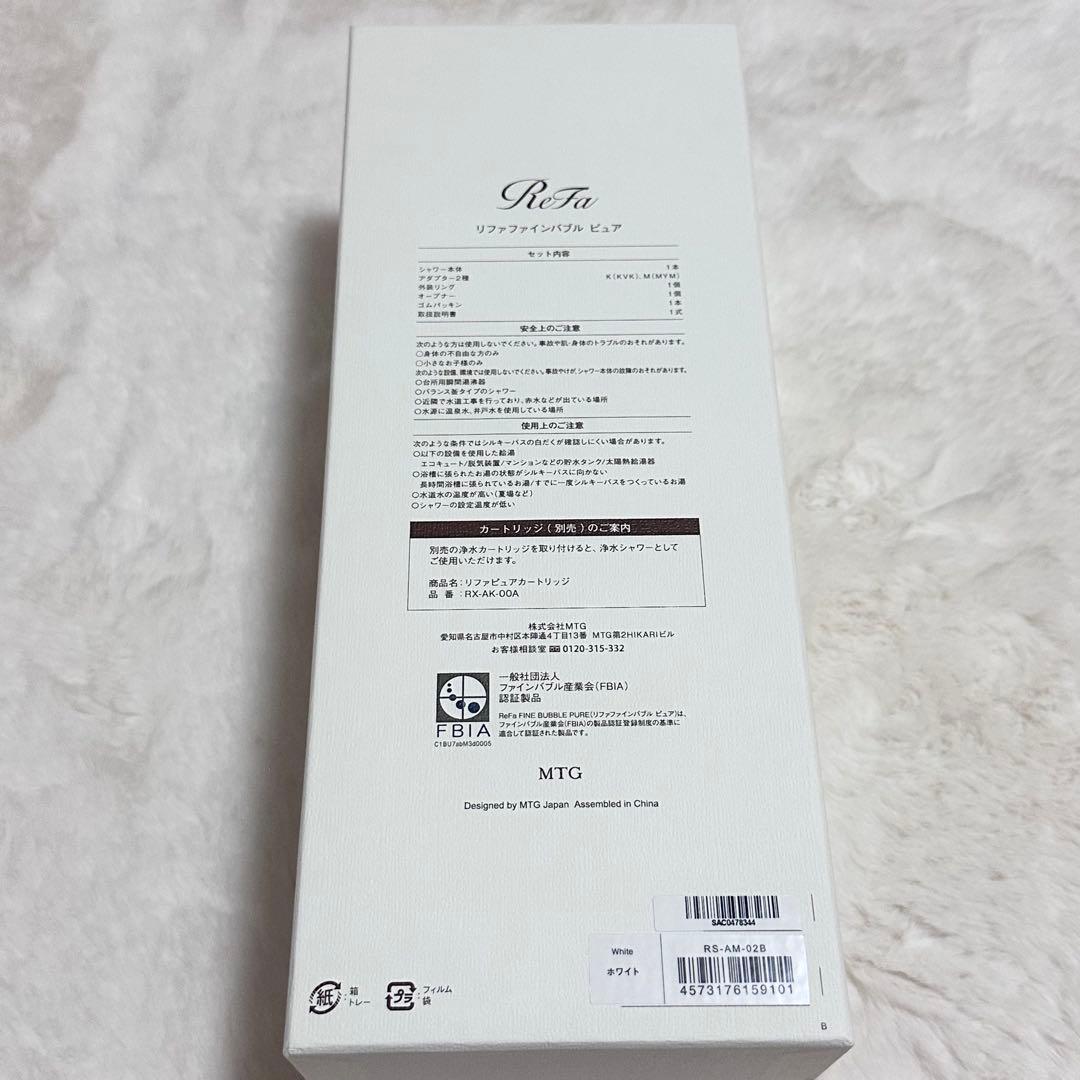 ReFa
リファファインバブル ピュア
セット内容
シャワー本体 1本
アダプター2種 K(KVK)、M(MYM)
外装リング 1個
オープナー 1個
ゴムパッキン 1本
取扱説明書 1式
安全上のご注意
次のような方は使用しないでください。事故や肌・身体のトラブルのおそれがあります。
○身体の不自由な方のみ
○小さなお子様のみ
次のような設備、環境では使用しないでください。事故やけが、シャワー本体の故障のおそれがあります。
○台所用瞬間湯沸器
○バランス釜タイプのシャワー
○近隣で水道工事を行っており、赤水などが出ている場所
○水源に温泉水、井戸水を使用している場所
使用上のご注意
次のような条件ではシルキーバスの白だくが確認しにくい場合があります。
○以下の設備を使用した給湯
エコキュート/脱気装置/マンションなどの貯水タンク/太陽熱給湯器
○浴槽に張られたお湯の状態がシルキーバスに向かない
長時間浴槽に張られているお湯/すでに一度シルキーバスをつくっているお湯
○水道水の温度が高い(夏場など)
○シャワーの設定温度が低い
カートリッジ(別売)のご案内
別売の浄水カートリッジを取り付けると、浄水シャワーとして
ご使用いただけます。
商品名:リファピュアカートリッジ
品 番:RX-AK-00A
株式会社MTG
愛知県名古屋市中村区本陣通4丁目13番 MTG第2HIKARIビル
お客様相談室 0120-315-332
一般社団法人
ファインバブル産業会(FBIA)
認証製品
FBIA
C1BU7abM3d0005
ReFa FINE BUBBLE PURE(リファファインバブル ピュア)は、
ファインバブル産業会(FBIA)の製品認証登録制度の基準に
適合して認証された製品です。
MTG
Designed by MTG Japan Assembled in China
SAC0478344
White
ホワイト
RS-AM-02B
4573176159101
紙 :箱
トレー
プラ :フィルム
袋
B